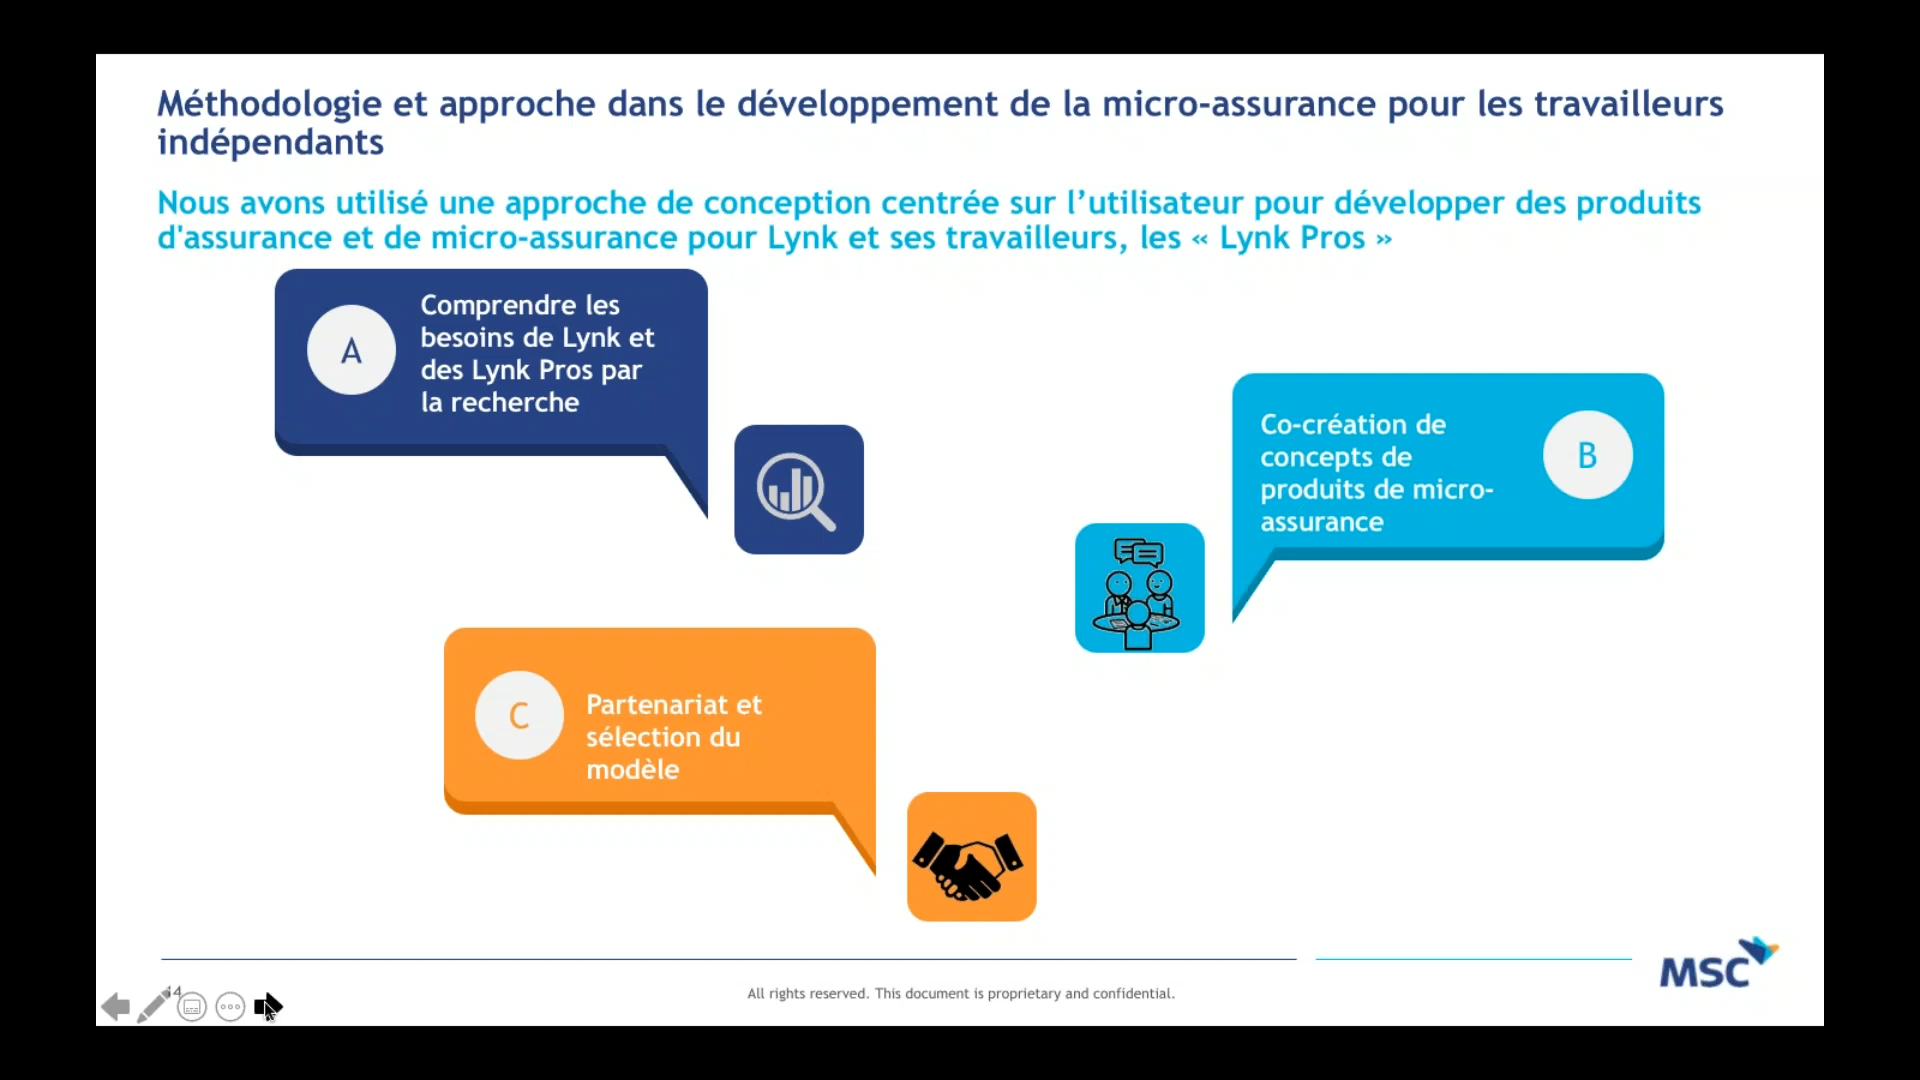 Méthodologie et approche dans le développement de la micro-assurance pour les travailleurs
indépendants
Nous avons utilisé une approche de conception centrée sur l’utilisateur pour développer des produits
d'assurance et de micro-assurance pour Lynk et ses travailleurs, les « Lynk Pros »
A
Comprendre les
besoins de Lynk et
des Lynk Pros par
la recherche
Co-création de
concepts de
produits de micro-
assurance
B
C
Partenariat et
sélection du
modèle
MSC
14
All rights reserved. This document is proprietary and confidential.